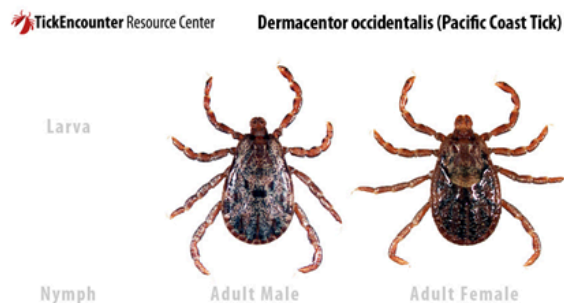 TickEncounter Resource Center
Dermacentor occidentalis (Pacific Coast Tick)
Larva
Nymph
Adult Male
Adult Female